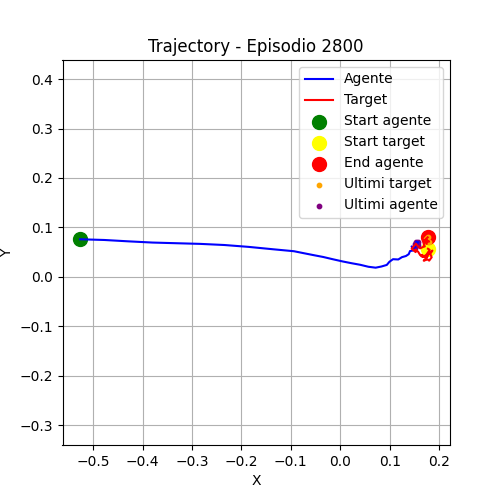 Trajectory - Episodio 2800
Agente
Target
Start agente
Start target
End agente
Ultimi target
Ultimi agente
0.4
0.3
0.2
0.1
0.0
−0.1
−0.2
−0.3
Y
−0.5
−0.4
−0.3
−0.2
−0.1
0.0
0.1
0.2
X